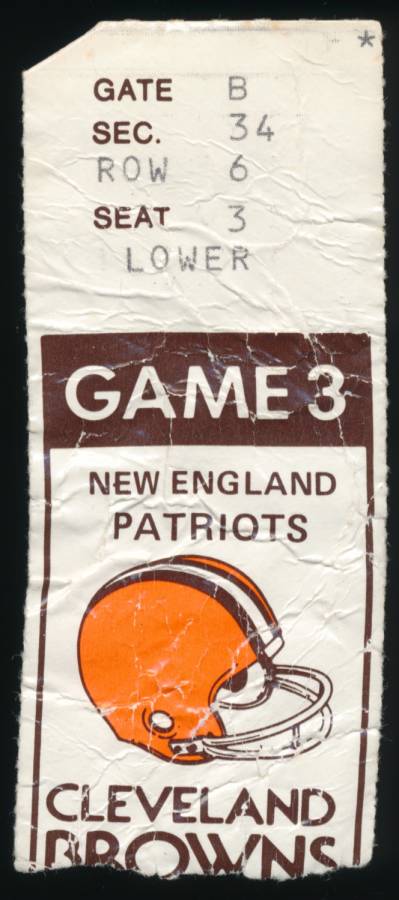 *
GATE B
SEC. 34
ROW 6
SEAT 3
LOWER
GAME 3
NEW ENGLAND
PATRIOTS
CLEVELAND
BROWNS